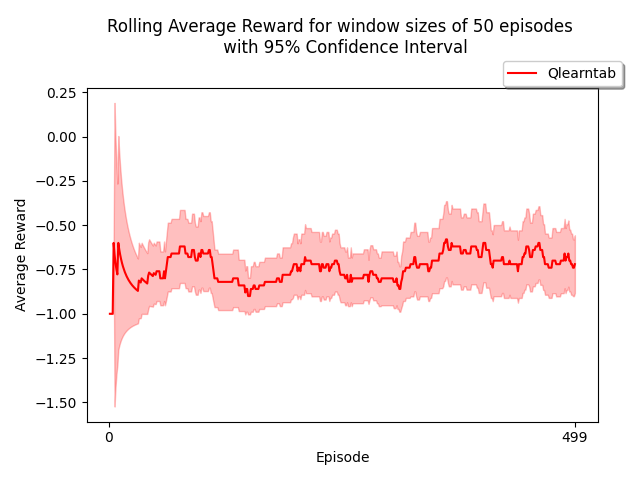 Rolling Average Reward for window sizes of 50 episodes
with 95% Confidence Interval
Qlearntab
0.25
0.00
−0.25
−0.50
−0.75
−1.00
−1.25
−1.50
Average Reward
0
499
Episode